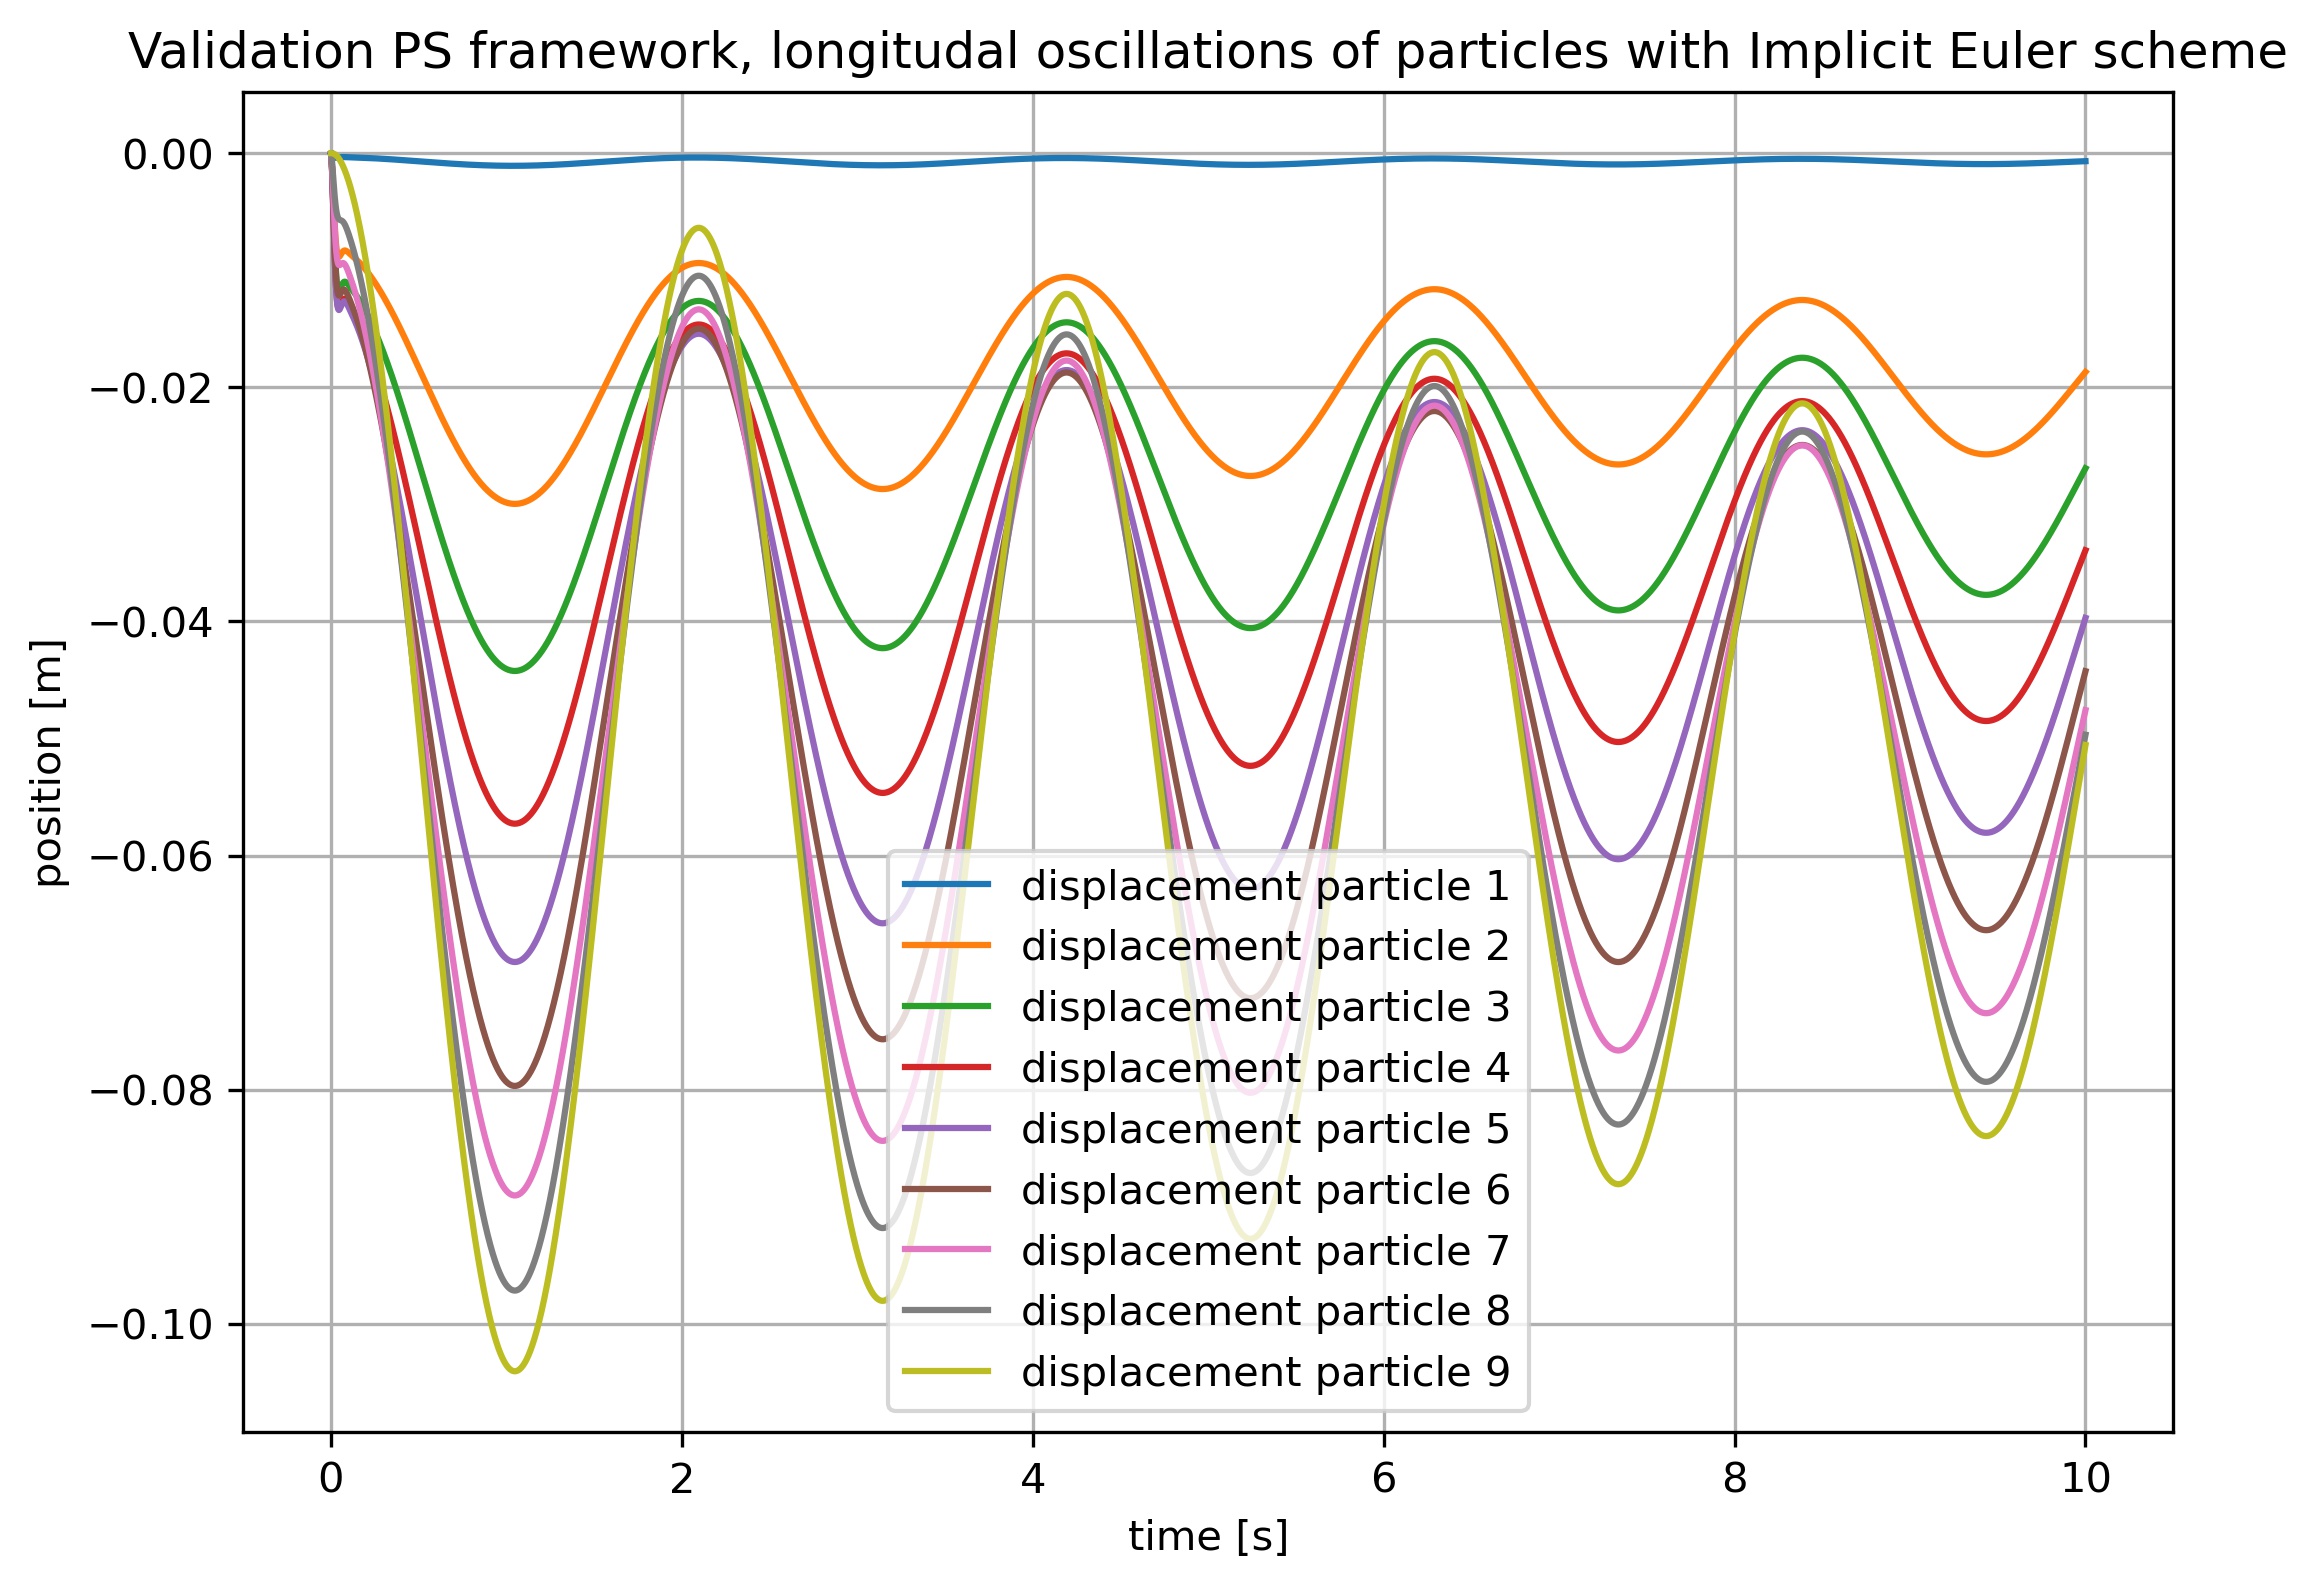 Validation PS framework, longitudal oscillations of particles with Implicit Euler scheme
0.00
−0.02
−0.04
−0.06
−0.08
−0.10
position [m]
displacement particle 1
displacement particle 2
displacement particle 3
displacement particle 4
displacement particle 5
displacement particle 6
displacement particle 7
displacement particle 8
displacement particle 9
0 2 4 6 8 10
time [s]